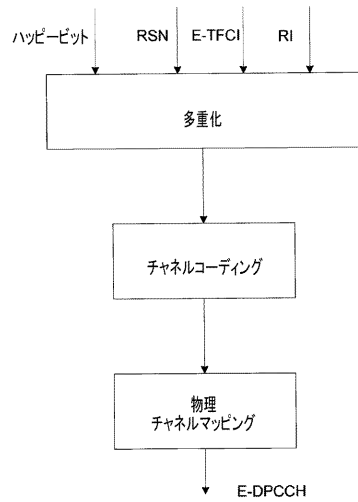 ハッピービット RSN E-TFCI RI
多重化
チャネルコーディング
物理
チャネルマッピング
E-DPCCH